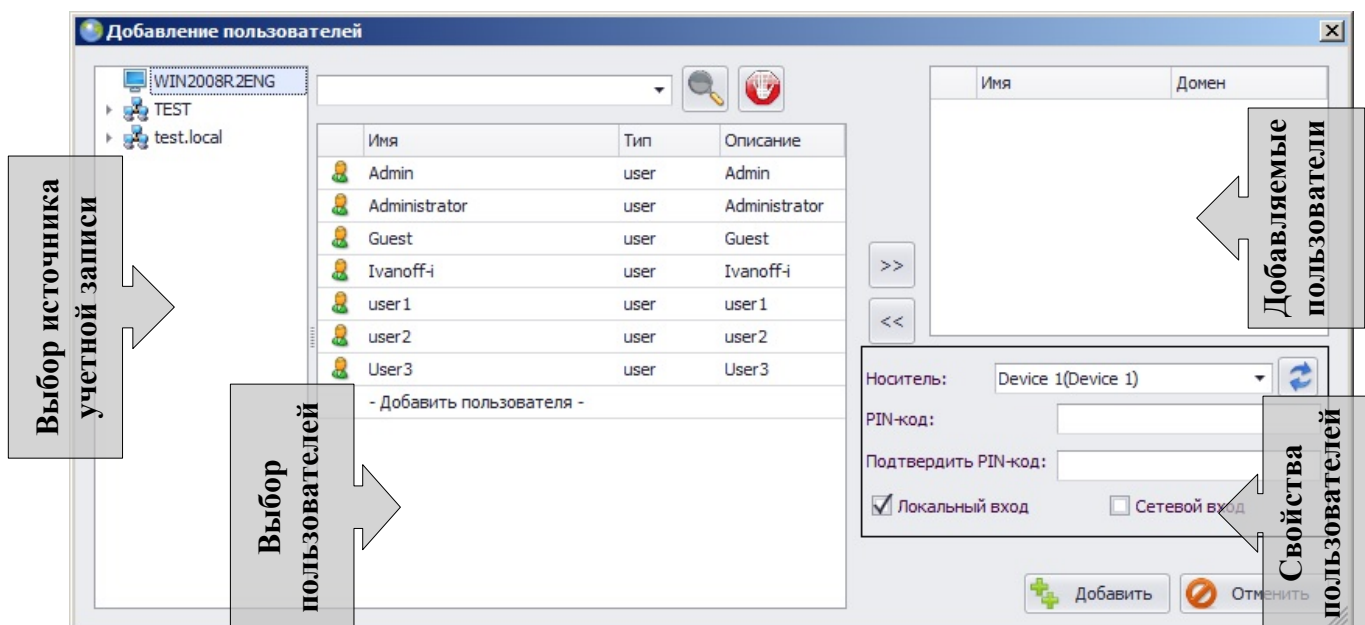 Добавление пользователей
WIN2008R2ENG
TEST
test.local
Имя Тип Описание
Admin user Admin
Administrator user Administrator
Guest user Guest
Ivanoff-i user Ivanoff-i
user1 user user1
user2 user user2
User3 user User3
- Добавить пользователя -
>>
<<
Имя Домен
Носитель: Device 1(Device 1)
PIN-код:
Подтвердить PIN-код:
Локальный вход Сетевой вход
Добавить Отменить
Выбор источника
учетной записи
Выбор
пользователей
Добавляемые
пользователи
Свойства
пользователей